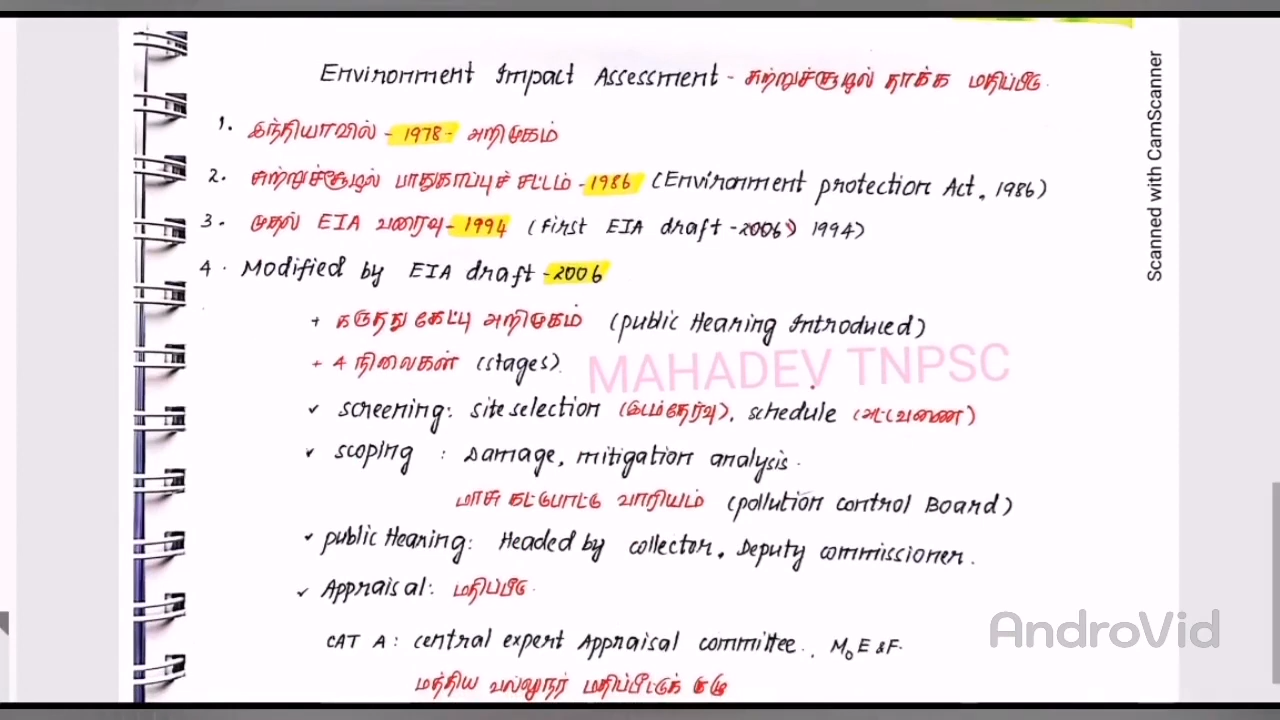 Environment Impact Assessment - சுற்றுச்சூழல் தாக்க மதிப்பீடு.
1. இந்தியாவில் - 1978 - அறிமுகம்
2. சுற்றுச்சூழல் பாதுகாப்புச் சட்டம் - 1986 (Environment protection Act, 1986)
3. முதல் EIA வரைவு - 1994 (first EIA draft - 2006) 1994)
4. Modified by EIA draft - 2006
+ கருத்து கேட்பு அறிமுகம் (public Hearing Introduced)
+ 4 நிலைகள் (stages).
MAHADEV TNPSC
✓ screening: site selection (இடம்தேர்வு), schedule (அட்டவணை)
✓ scoping : Damage, mitigation analysis.
மாசு கட்டுபாட்டு வாரியம் (pollution control Board)
✓ public Hearing: Headed by collector, Deputy commissioner.
✓ Appraisal: மதிப்பீடு.
CAT A: central expert Appraisal committee., MoE &F.
மத்திய வல்லுநர் மதிப்பீட்டுக் குழு
Scanned with CamScanner
AndroVid